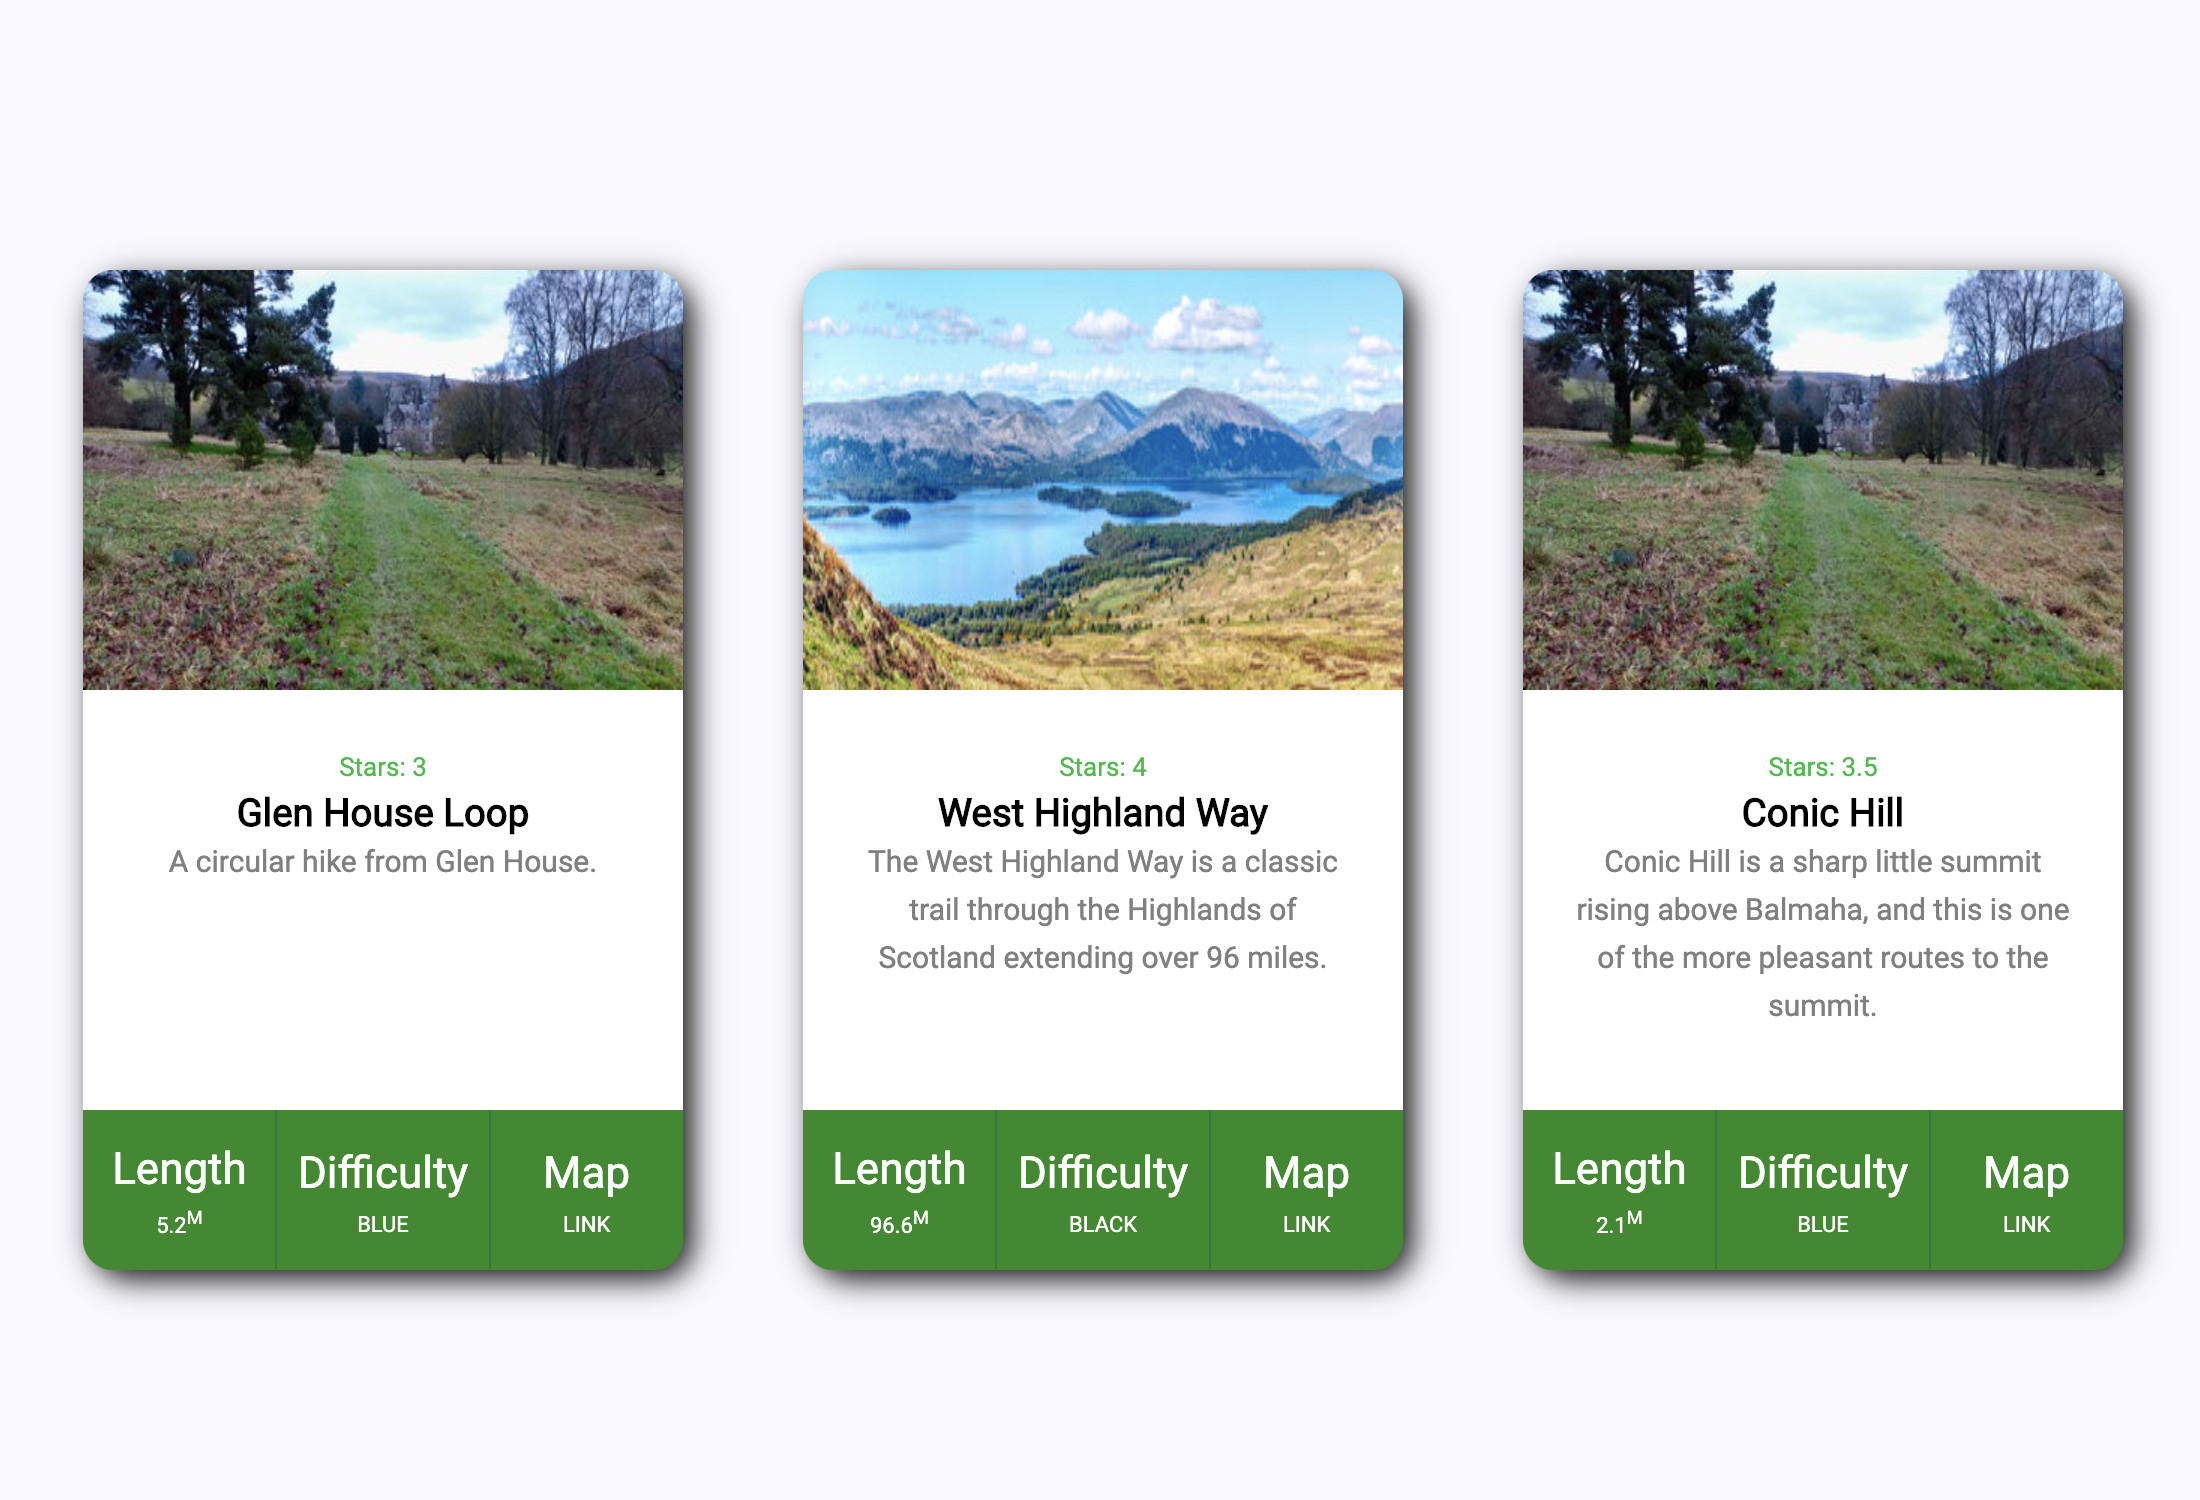 Stars: 3
Glen House Loop
A circular hike from Glen House.
Length
5.2M
Difficulty
BLUE
Map
LINK
Stars: 4
West Highland Way
The West Highland Way is a classic
trail through the Highlands of
Scotland extending over 96 miles.
Length
96.6M
Difficulty
BLACK
Map
LINK
Stars: 3.5
Conic Hill
Conic Hill is a sharp little summit
rising above Balmaha, and this is one
of the more pleasant routes to the
summit.
Length
2.1M
Difficulty
BLUE
Map
LINK